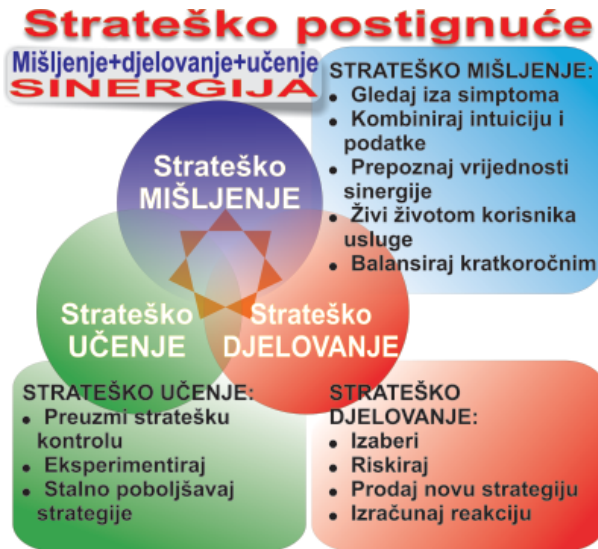 Strateško postignuće
Mišljenje+djelovanje+učenje
SINERGIJA
STRATEŠKO MIŠLJENJE:
• Gledaj iza simptoma
• Kombiniraj intuiciju i
podatke
• Prepoznaj vrijednosti
sinergije
• Živi životom korisnika
usluge
• Balansiraj kratkoročnim
Strateško
MIŠLJENJE
Strateško
UČENJE
Strateško
DJELOVANJE
STRATEŠKO UČENJE:
• Preuzmi stratešku
kontrolu
• Eksperimentiraj
• Stalno poboljšavaj
strategije
STRATEŠKO
DJELOVANJE:
• Izaberi
• Riskiraj
• Prodaj novu strategiju
• Izračunaj reakciju